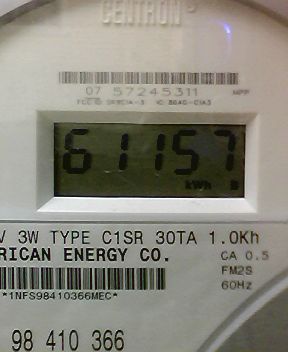 CENTRON®
07 57245311
61157
kWh
V 3W TYPE C1SR 30TA 1.0Kh
RICAN ENERGY CO.
CA 0.5
FM2S
60Hz
*1NFS98410366MEC*
98 410 366